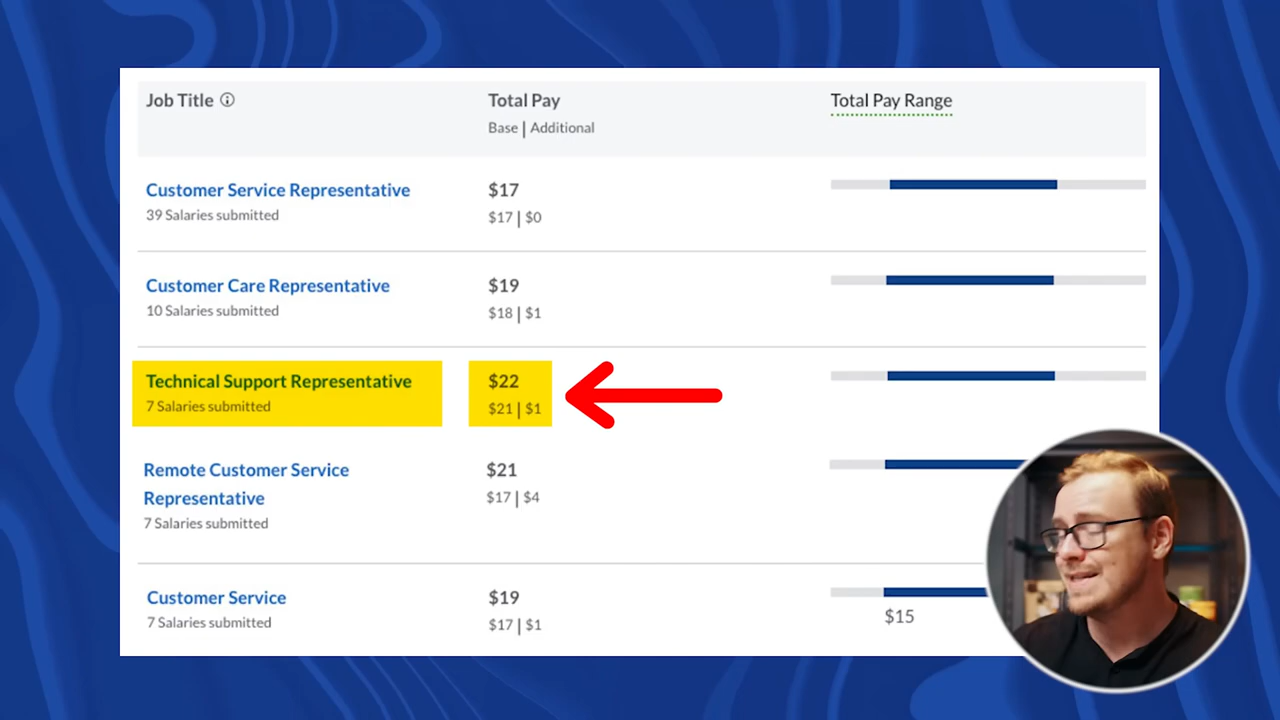 Job Title
Total Pay
Total Pay Range
Base | Additional
Customer Service Representative
$17
39 Salaries submitted
$17 | $0
Customer Care Representative
$19
10 Salaries submitted
$18 | $1
Technical Support Representative
$22
7 Salaries submitted
$21 | $1
Remote Customer Service
Representative
$21
$17 | $4
7 Salaries submitted
Customer Service
$19
7 Salaries submitted
$17 | $1
$15